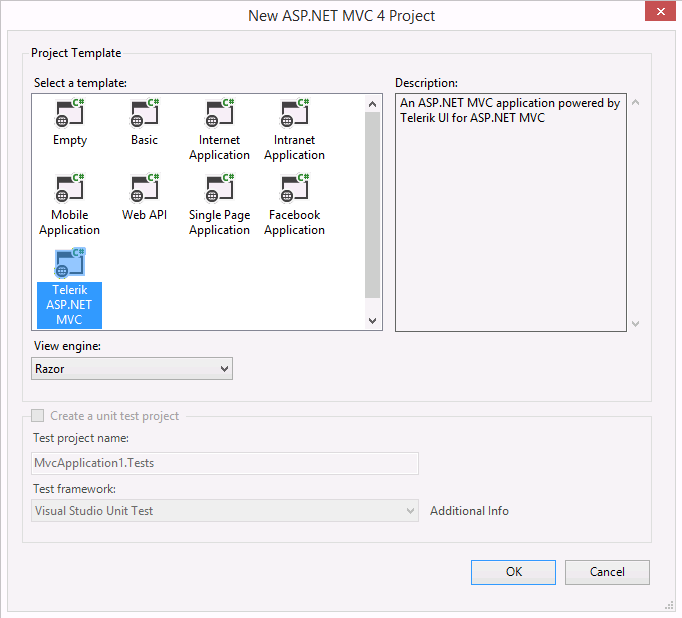 New ASP.NET MVC 4 Project
Project Template
Select a template:
C# C# C# C#
Empty Basic Internet Application Intranet Application
C# C# C# C#
Mobile Application Web API Single Page Application Facebook Application
C#
Telerik
ASP.NET
MVC
Description:
An ASP.NET MVC application powered by
Telerik UI for ASP.NET MVC
View engine:
Razor
Create a unit test project
Test project name:
MvcApplication1.Tests
Test framework:
Visual Studio Unit Test Additional Info
OK Cancel